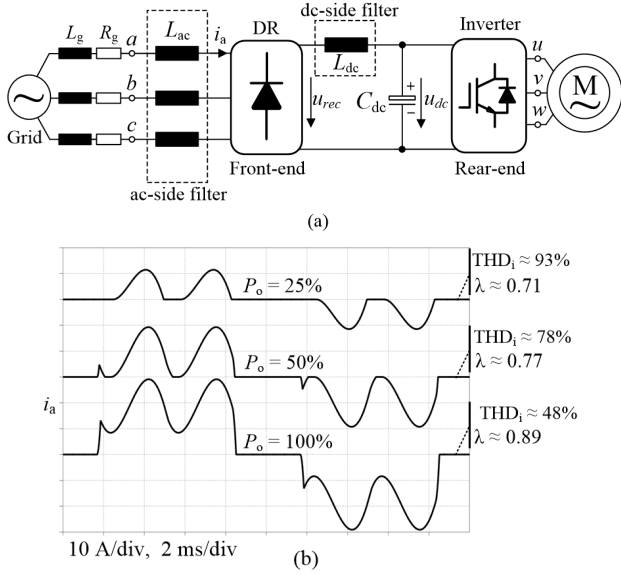 dc-side filter
L_g R_g a L_ac i_a DR Inverter
L_dc u
b u_rec C_dc + − u_dc v M
Grid c w
Front-end Rear-end
ac-side filter
(a)
THD_i ≈ 93%
P_o = 25% λ ≈ 0.71
THD_i ≈ 78%
P_o = 50% λ ≈ 0.77
i_a
THD_i ≈ 48%
P_o = 100% λ ≈ 0.89
10 A/div, 2 ms/div
(b)